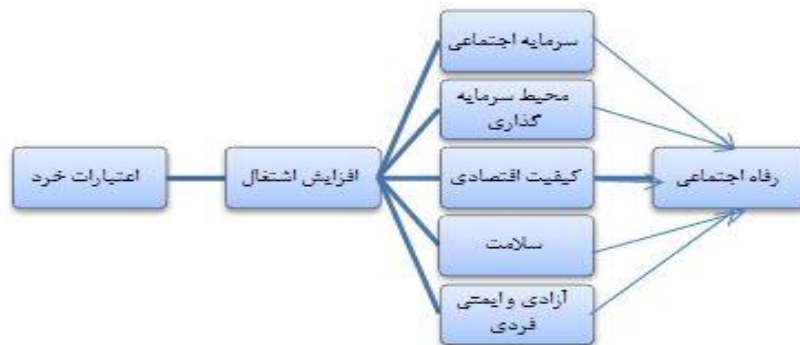 سرمایه اجتماعی
محیط سرمایه
گذاری
اعتبارات خرد
افزایش اشتغال
کیفیت اقتصادی
رفاه اجتماعی
سلامت
آزادی و ایمنی
فردی